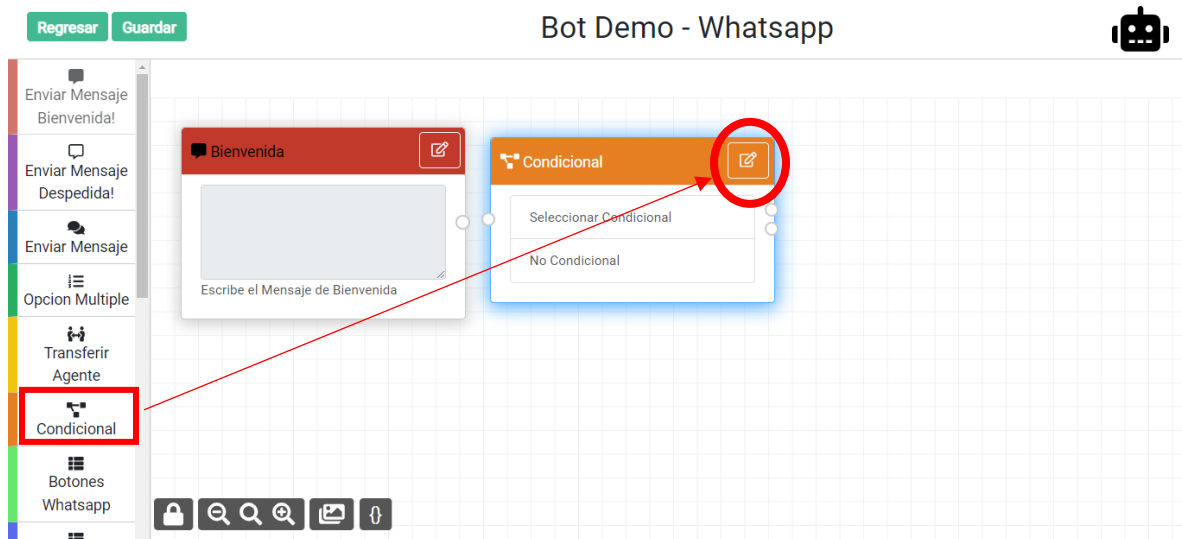 Regresar
Guardar
Bot Demo - Whatsapp
Enviar Mensaje
Bienvenida!
Enviar Mensaje
Despedida!
Enviar Mensaje
Opcion Multiple
Transferir
Agente
Condicional
Botones
Whatsapp
Bienvenida
Escribe el Mensaje de Bienvenida
Condicional
Seleccionar Condicional
No Condicional
{}